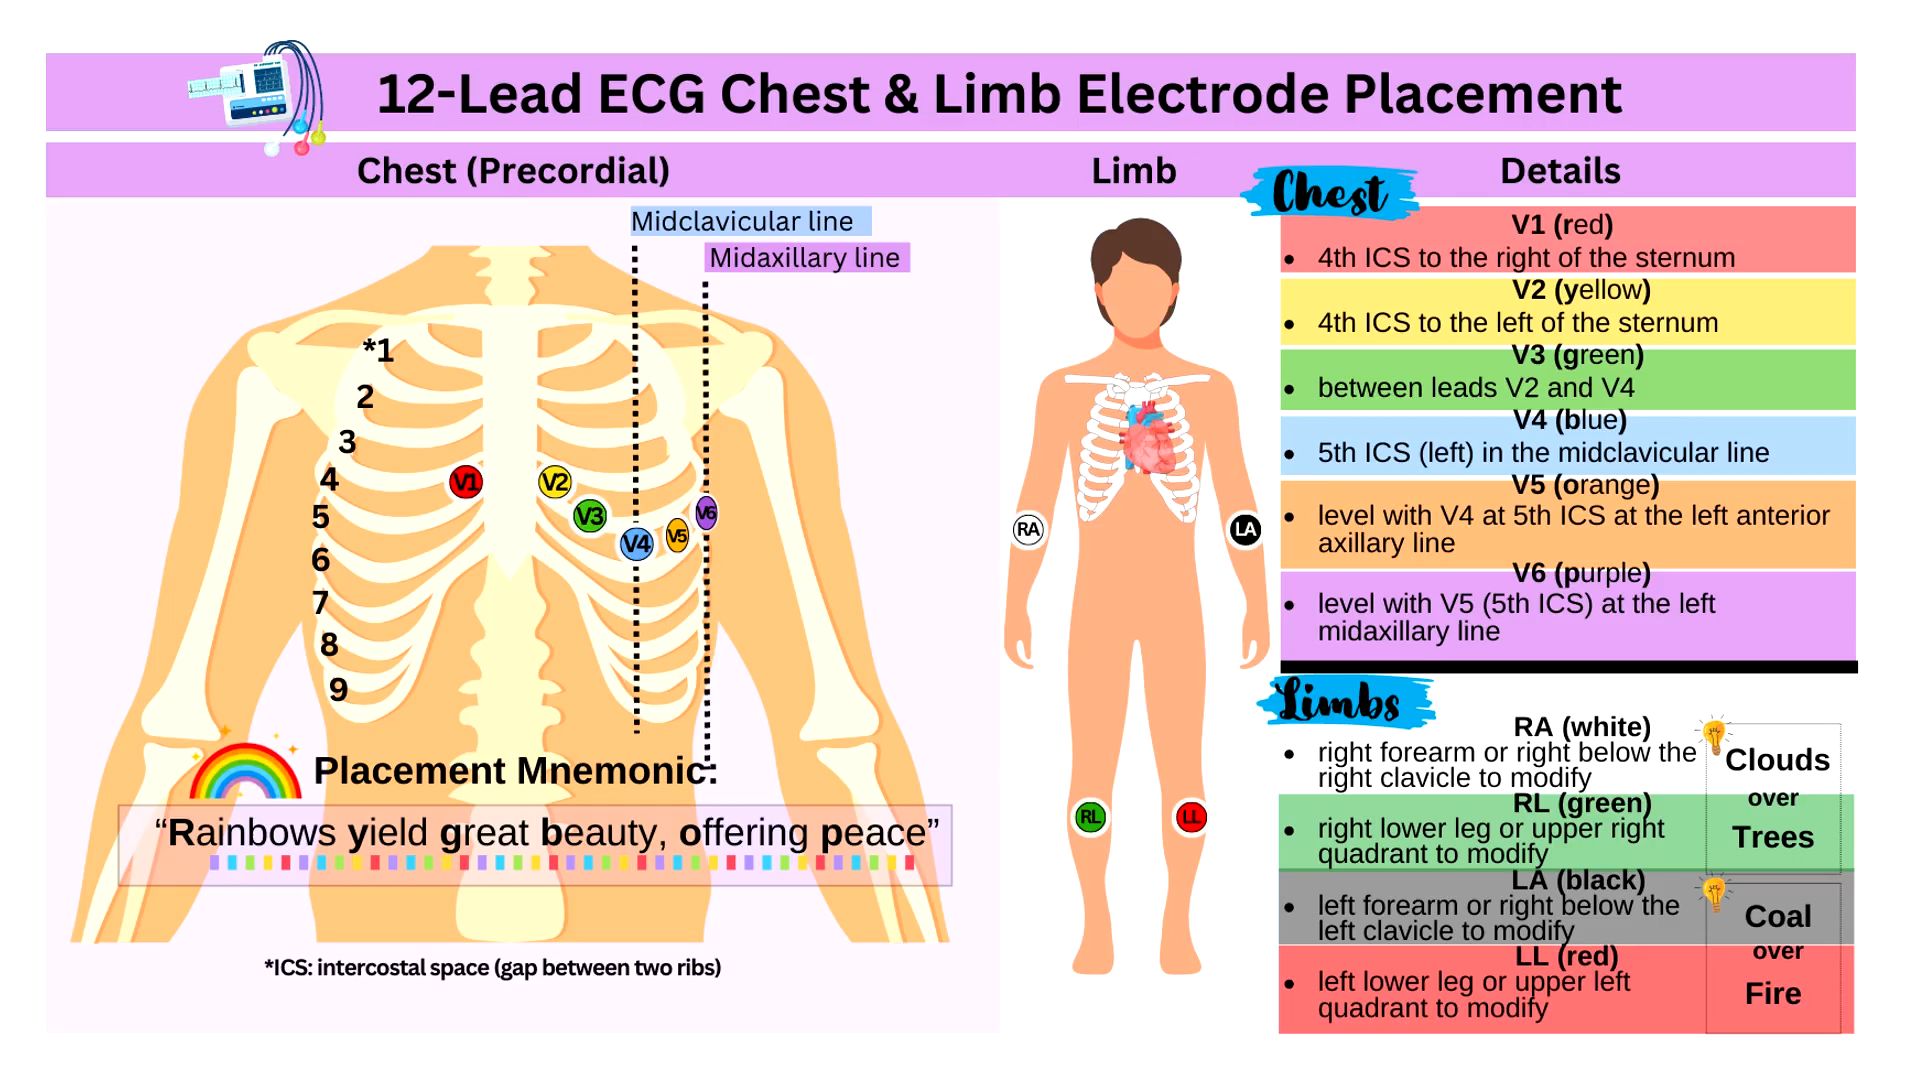 12-Lead ECG Chest & Limb Electrode Placement
Chest (Precordial)
Limb
Details
Midclavicular line
Midaxillary line
*1
2
3
4
5
6
7
8
9
V1
V2
V3
V4
V5
V6
Placement Mnemonic:
“Rainbows yield great beauty, offering peace”
*ICS: intercostal space (gap between two ribs)
RA
LA
RL
LL
Chest
V1 (red)
• 4th ICS to the right of the sternum
V2 (yellow)
• 4th ICS to the left of the sternum
V3 (green)
• between leads V2 and V4
V4 (blue)
• 5th ICS (left) in the midclavicular line
V5 (orange)
• level with V4 at 5th ICS at the left anterior
axillary line
V6 (purple)
• level with V5 (5th ICS) at the left
midaxillary line
Limbs
RA (white)
• right forearm or right below the
right clavicle to modify
RL (green)
• right lower leg or upper right
quadrant to modify
LA (black)
• left forearm or right below the
left clavicle to modify
LL (red)
• left lower leg or upper left
quadrant to modify
Clouds
over
Trees
Coal
over
Fire